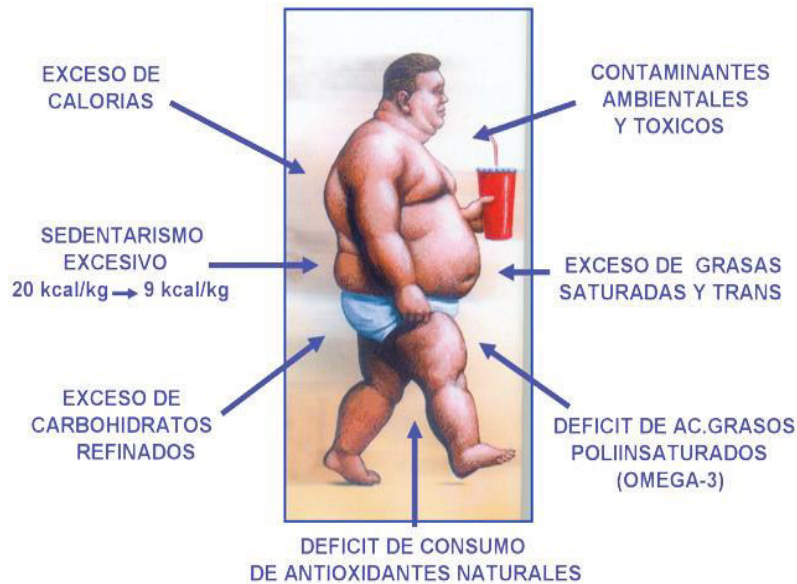 EXCESO DE
CALORIAS
CONTAMINANTES
AMBIENTALES
Y TOXICOS
SEDENTARISMO
EXCESIVO
20 kcal/kg → 9 kcal/kg
EXCESO DE GRASAS
SATURADAS Y TRANS
EXCESO DE
CARBOHIDRATOS
REFINADOS
DEFICIT DE AC.GRASOS
POLIINSATURADOS
(OMEGA-3)
DEFICIT DE CONSUMO
DE ANTIOXIDANTES NATURALES